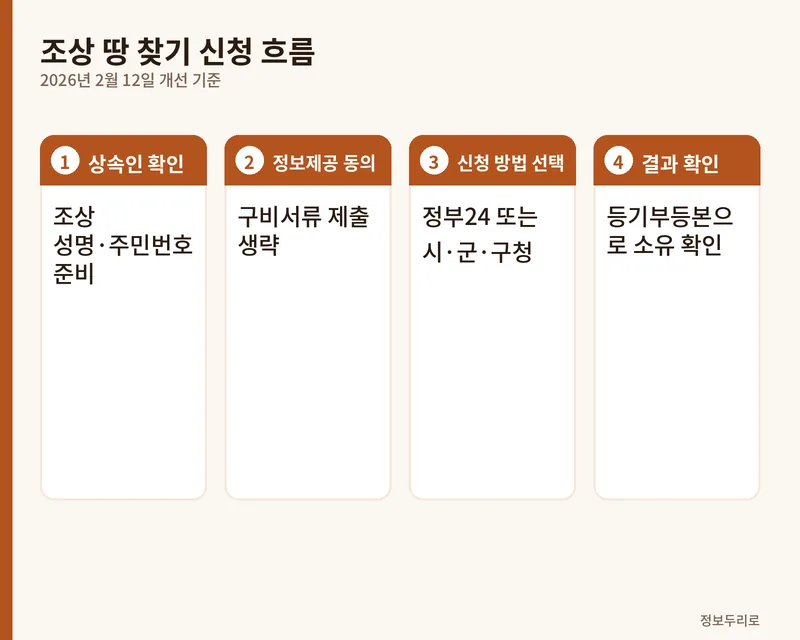 조상 땅 찾기 신청 흐름
2026년 2월 12일 개선 기준
1 상속인 확인
조상
성명·주민번호
준비
2 정보제공 동의
구비서류 제출
생략
3 신청 방법 선택
정부24 또는
시·군·구청
4 결과 확인
등기부등본으
로 소유 확인
정보두리로